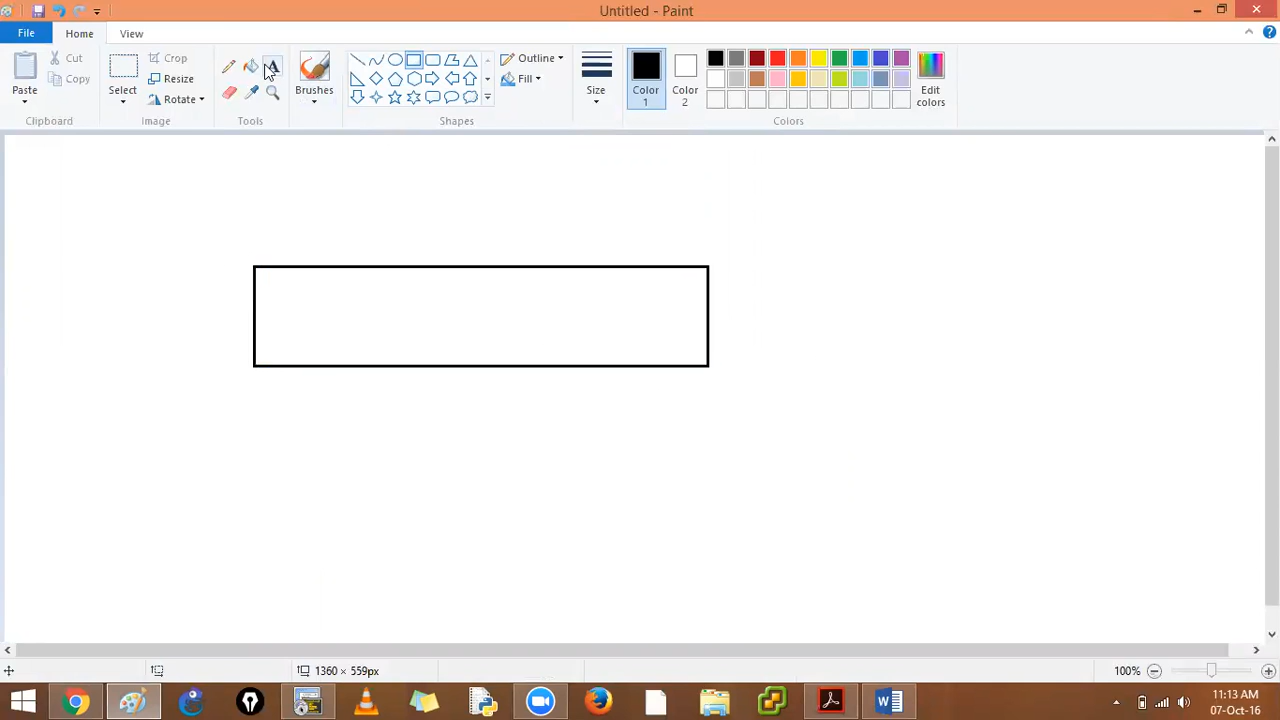 Untitled - Paint
File
Home
View
Paste
Cut
Copy
Clipboard
Select
Crop
Resize
Rotate
Image
A
Tools
Brushes
Outline
Fill
Shapes
Size
Color
1
Color
2
Edit
colors
Colors
1360 × 559px
100%
11:13 AM
07-Oct-16